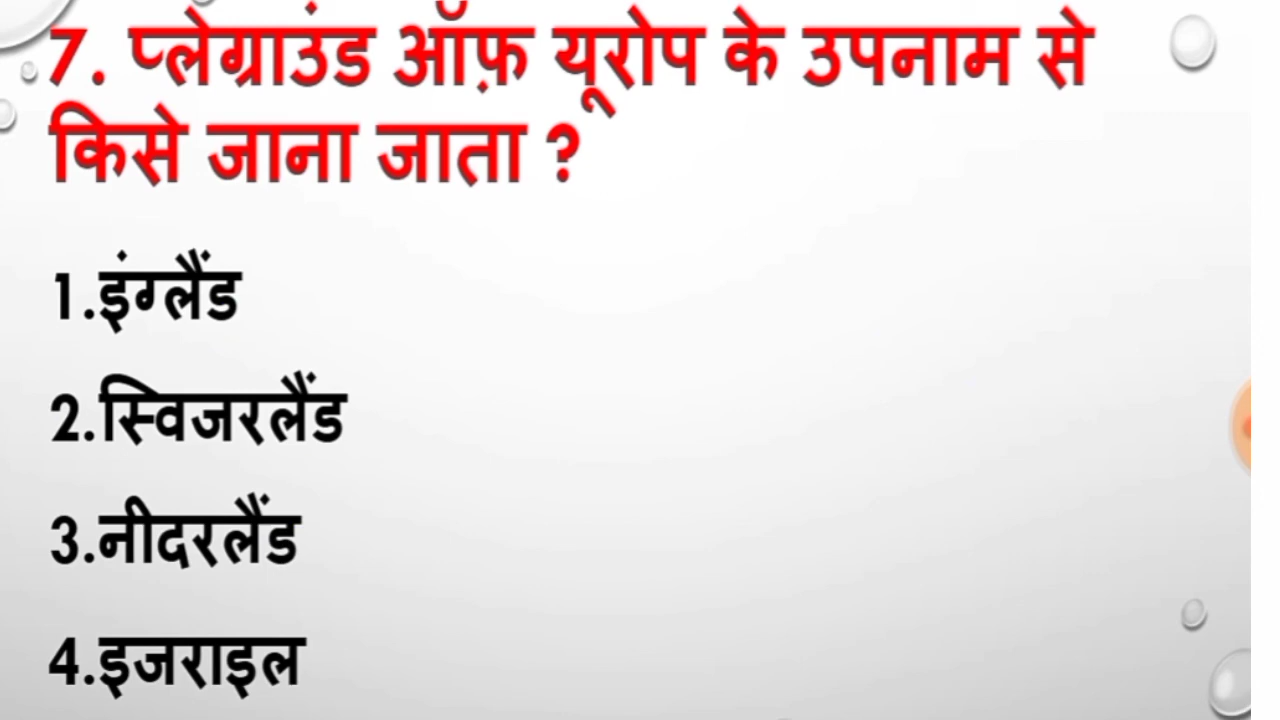 7. प्लेग्राउंड ऑफ़ यूरोप के उपनाम से
किसे जाना जाता ?
1.इंग्लैंड
2.स्विजरलैंड
3.नीदरलैंड
4.इजराइल